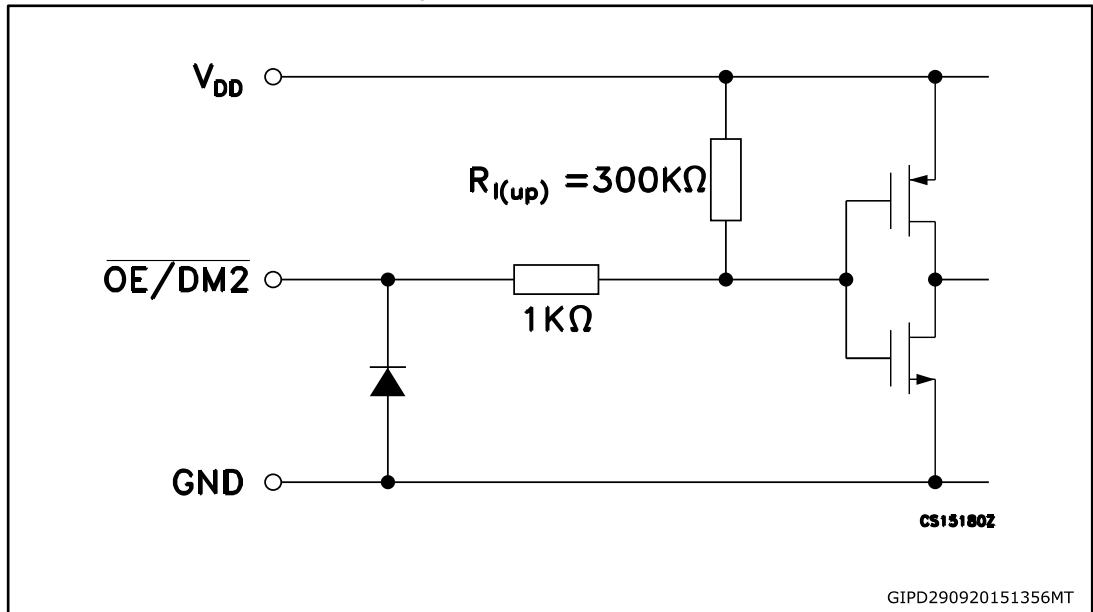 VDD
RI(up) =300KΩ
OE/DM2
1KΩ
GND
CS15180Z
GIPD290920151356MT